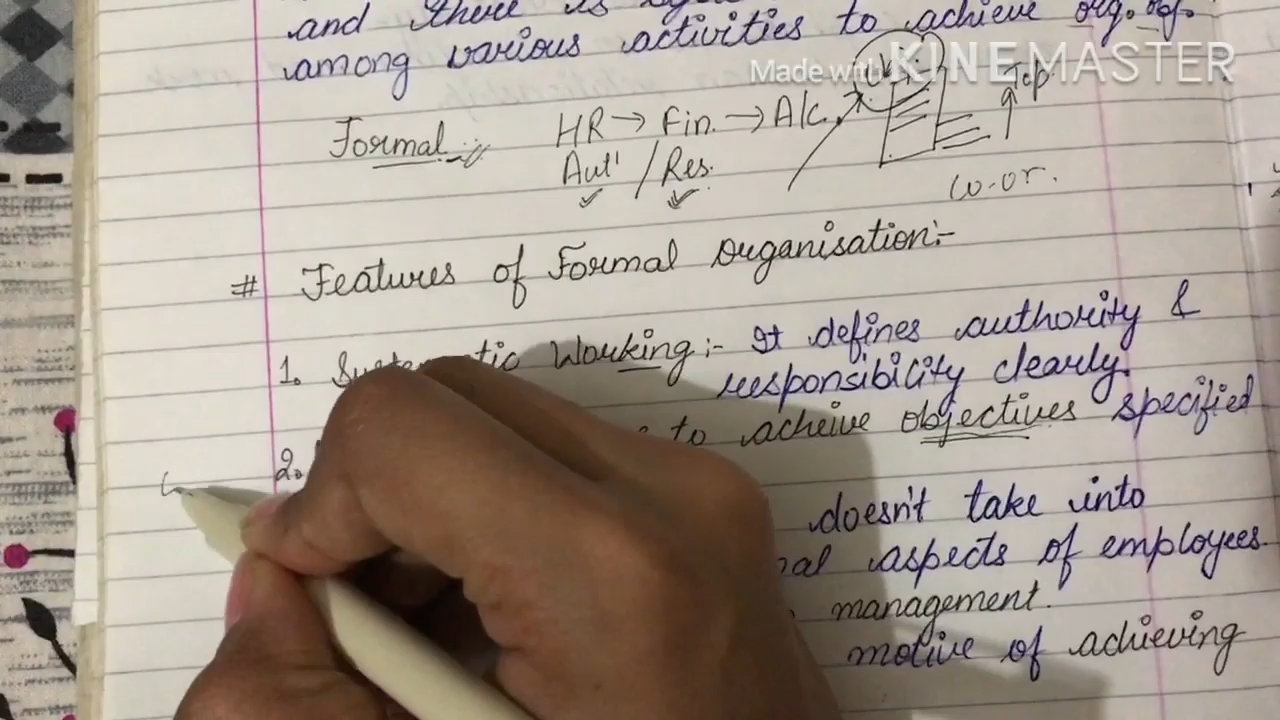 and there is
among various activities to achieve org. obj.
Made with KINEMASTER
Top
Formal :-
HR → Fin. → A/c.
Aut' / Res.
co-or.
# Features of Formal Organisation:-
1. Systematic Working :- It defines authority &
responsibility clearly.
2. to acheive objectives specified
doesn't take into
aspects of employees.
management.
motive of achieving